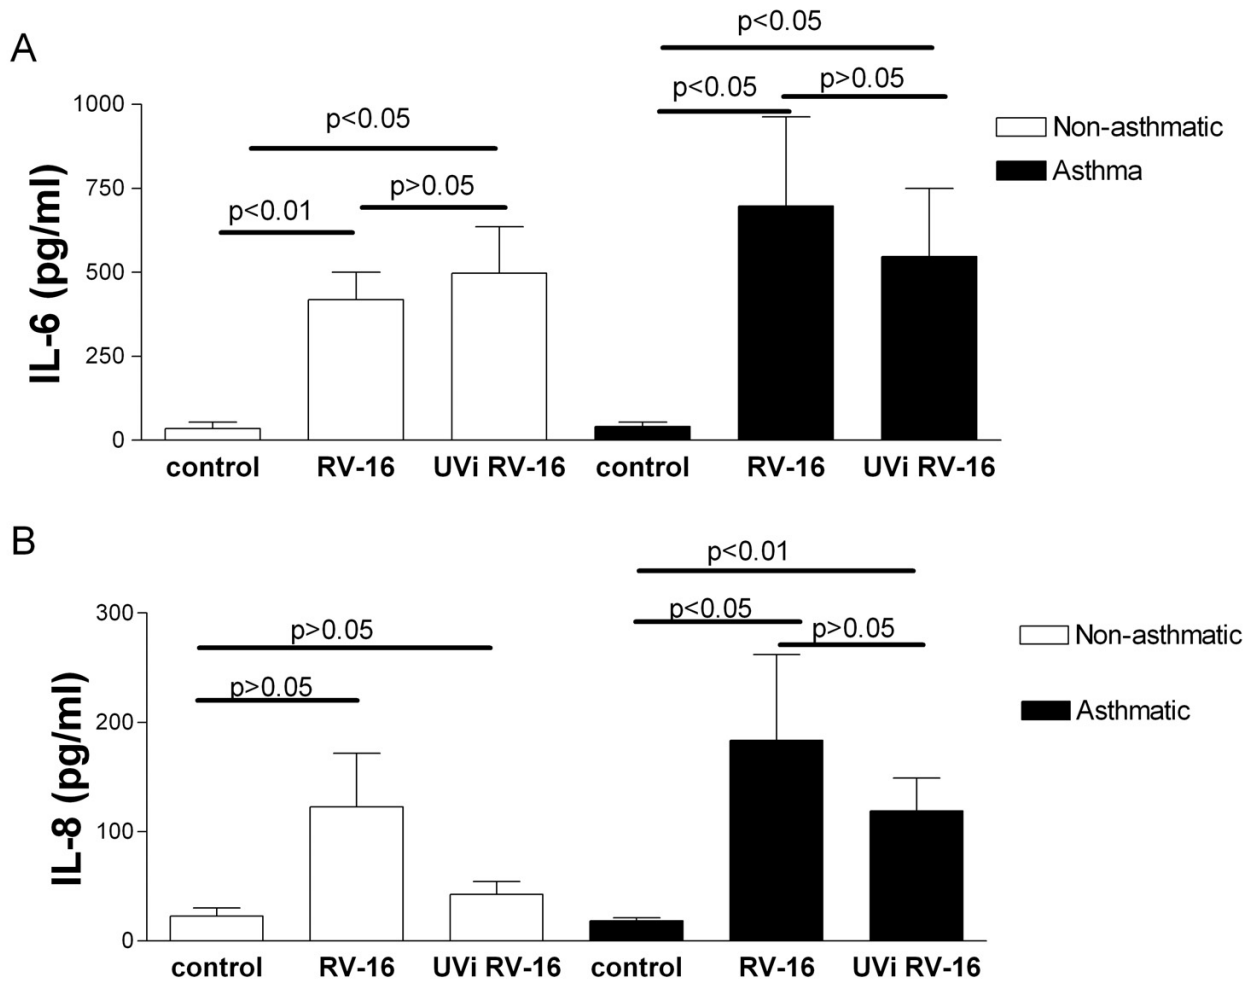 A
p<0.05
p<0.05
p>0.05
p<0.05
p>0.05
p<0.01
1000
750
500
250
0
IL-6 (pg/ml)
Non-asthmatic
Asthma
control RV-16 UVi RV-16 control RV-16 UVi RV-16
B
p<0.01
p<0.05
p>0.05
p>0.05
p>0.05
300
200
100
0
IL-8 (pg/ml)
Non-asthmatic
Asthmatic
control RV-16 UVi RV-16 control RV-16 UVi RV-16